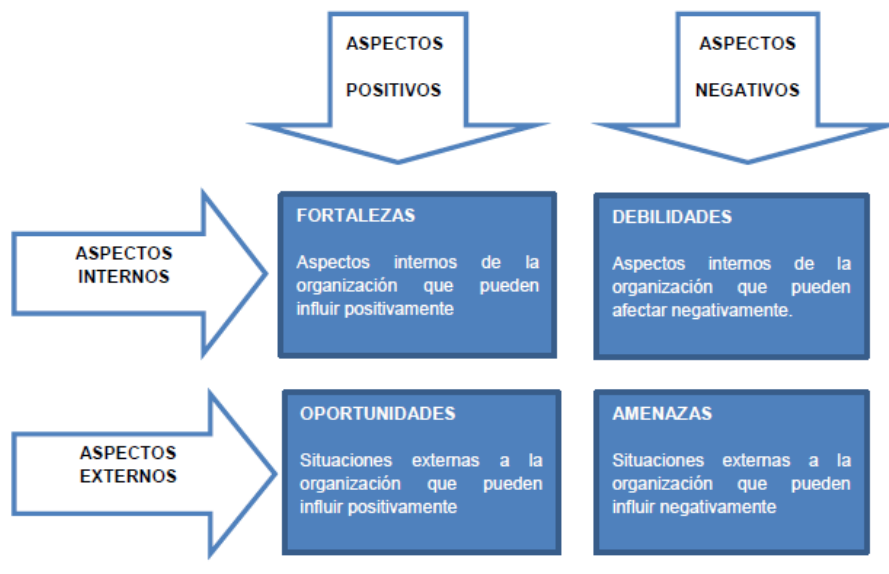 ASPECTOS
POSITIVOS
ASPECTOS
NEGATIVOS
ASPECTOS
INTERNOS
FORTALEZAS
Aspectos internos de la
organización que pueden
influir positivamente
DEBILIDADES
Aspectos internos de la
organización que pueden
afectar negativamente.
ASPECTOS
EXTERNOS
OPORTUNIDADES
Situaciones externas a la
organización que pueden
influir positivamente
AMENAZAS
Situaciones externas a la
organización que pueden
influir negativamente